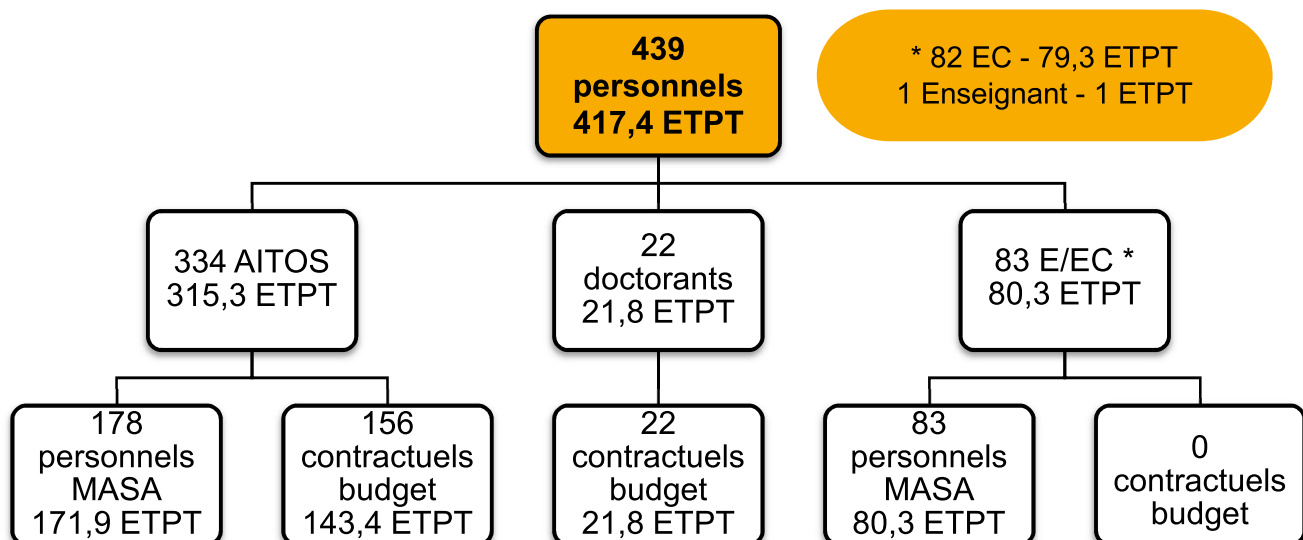 439
personnels
417,4 ETPT
* 82 EC - 79,3 ETPT
1 Enseignant - 1 ETPT
334 AITOS
315,3 ETPT
22
doctorants
21,8 ETPT
83 E/EC *
80,3 ETPT
178
personnels
MASA
171,9 ETPT
156
contractuels
budget
143,4 ETPT
22
contractuels
budget
21,8 ETPT
83
personnels
MASA
80,3 ETPT
0
contractuels
budget